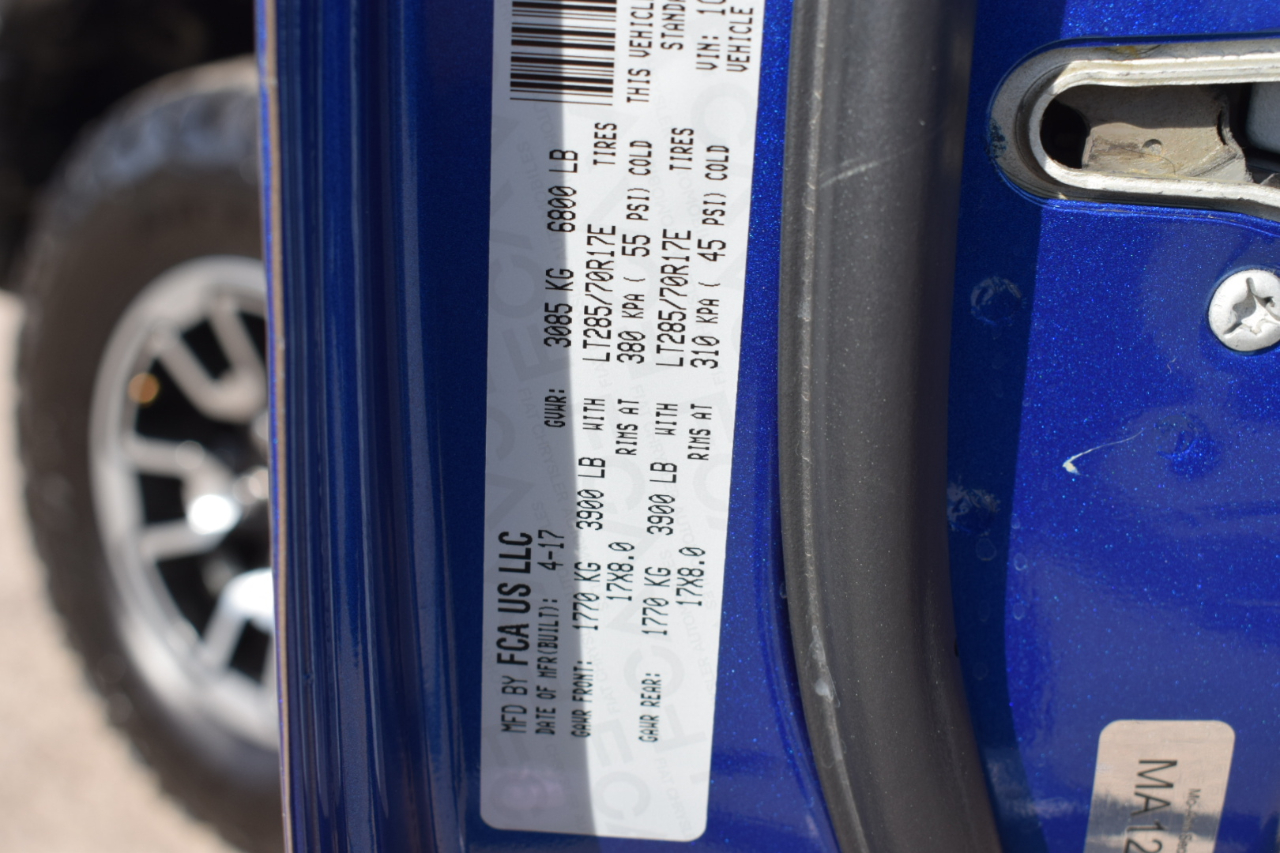 MFD BY FCA US LLC
DATE OF MFR(BUILT): 4-17 GVWR: 3085 KG 6800 LB
GAWR FRONT: 1770 KG 3900 LB WITH LT285/70R17E TIRES
17X8.0 RIMS AT 380 KPA ( 55 PSI) COLD
GAWR REAR: 1770 KG 3900 LB WITH LT285/70R17E TIRES
17X8.0 RIMS AT 310 KPA ( 45 PSI) COLD
THIS
VIN:
VEHICLE
MA12